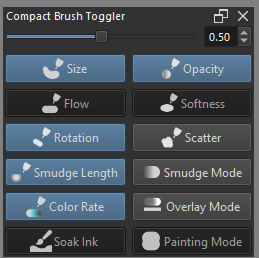 Compact Brush Toggler
0.50
Size Opacity
Flow Softness
Rotation Scatter
Smudge Length Smudge Mode
Color Rate Overlay Mode
Soak Ink Painting Mode